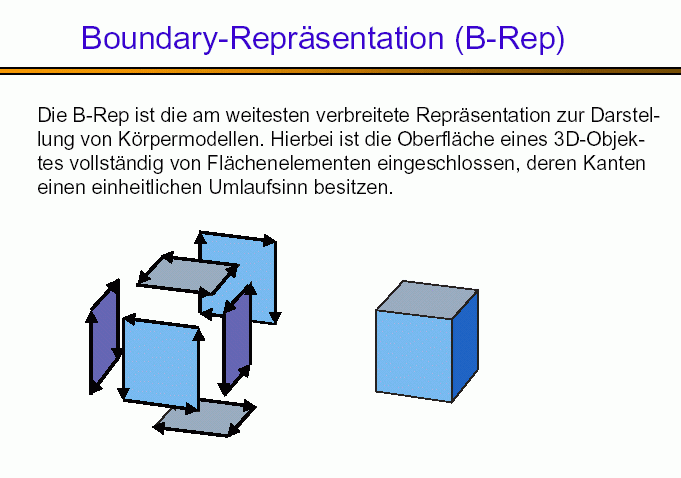 Boundary-Repräsentation (B-Rep)
Die B-Rep ist die am weitesten verbreitete Repräsentation zur Darstel-
lung von Körpermodellen. Hierbei ist die Oberfläche eines 3D-Objek-
tes vollständig von Flächenelementen eingeschlossen, deren Kanten
einen einheitlichen Umlaufsinn besitzen.